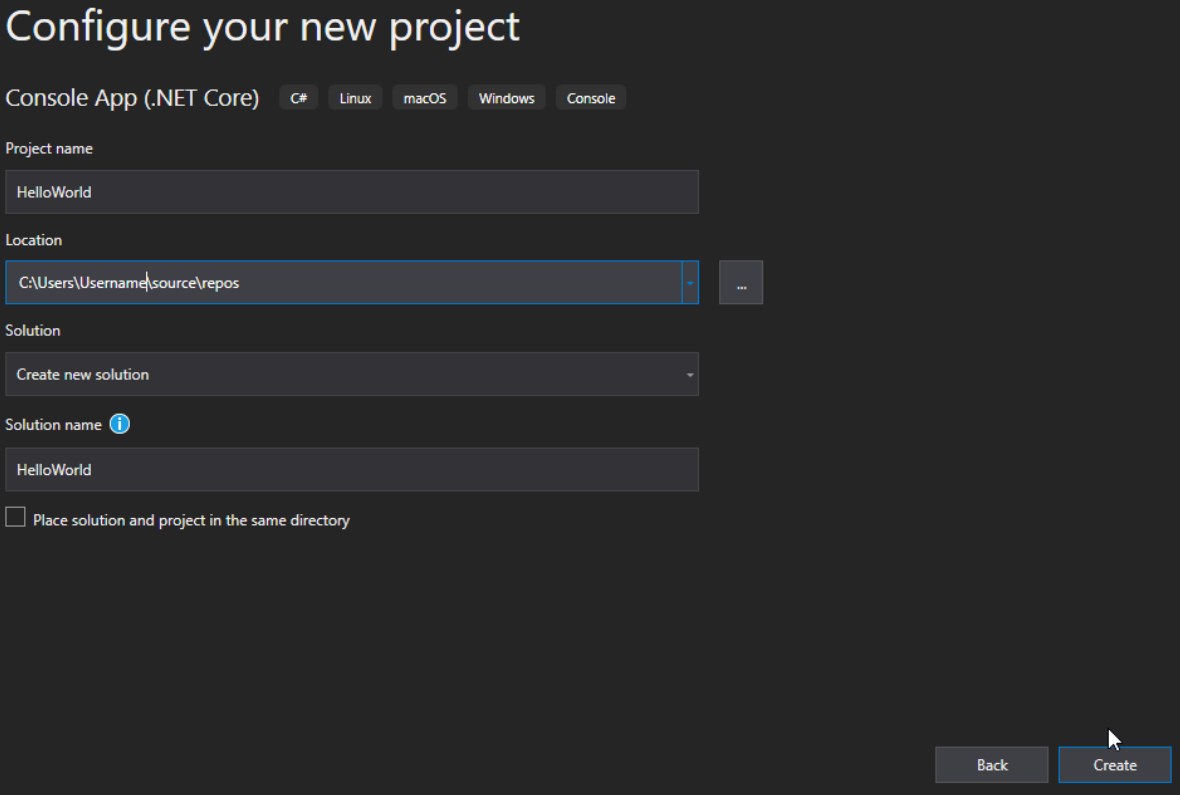 Configure your new project
Console App (.NET Core) C# Linux macOS Windows Console
Project name
HelloWorld
Location
C:\Users\Username\source\repos
...
Solution
Create new solution
Solution name
HelloWorld
Place solution and project in the same directory
Back Create